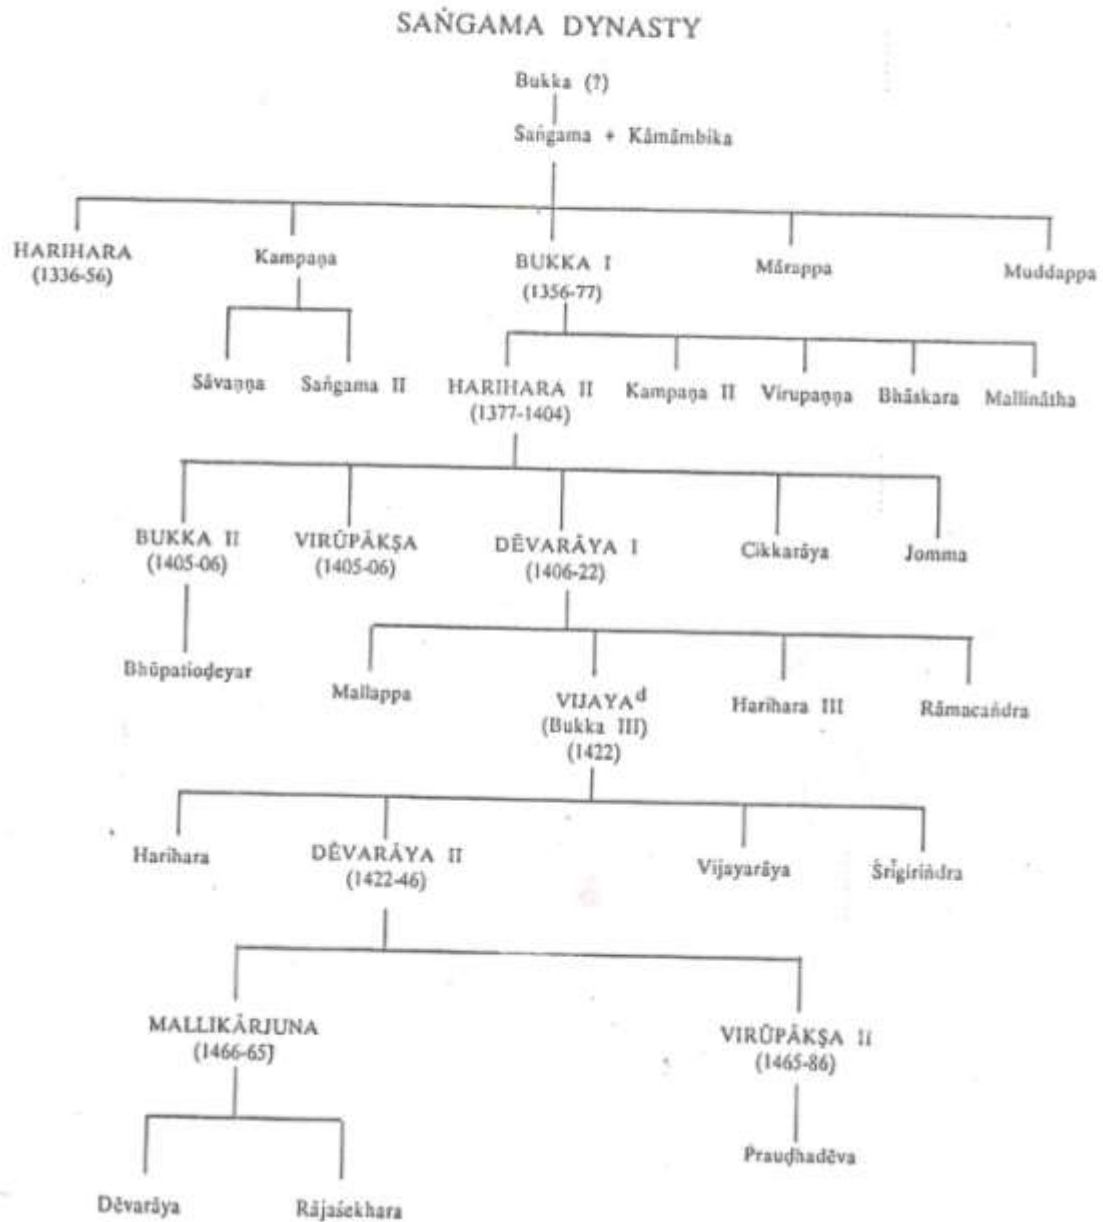 SAṄGAMA DYNASTY
Bukka (?)
Saṅgama + Kāmāmbika
HARIHARA
(1336-56)
Kampaṇa
BUKKA I
(1356-77)
Mārappa
Muddappa
Sāvaṇṇa
Saṅgama II
HARIHARA II
(1377-1404)
Kampaṇa II
Virupaṇṇa
Bhāskara
Mallinātha
BUKKA II
(1405-06)
VIRŪPĀKṢA
(1405-06)
DĒVARĀYA I
(1406-22)
Cikkarāya
Jomma
Bhūpatioḍeyar
Mallappa
VIJAYAᵈ
(Bukka III)
(1422)
Harihara III
Rāmacaṅdra
Harihara
DĒVARĀYA II
(1422-46)
Vijayarāya
Śrīgiriṅdra
MALLIKĀRJUNA
(1466-65)
VIRŪPĀKṢA II
(1465-86)
Dēvarāya
Rājaśekhara
Prauḍhadēva